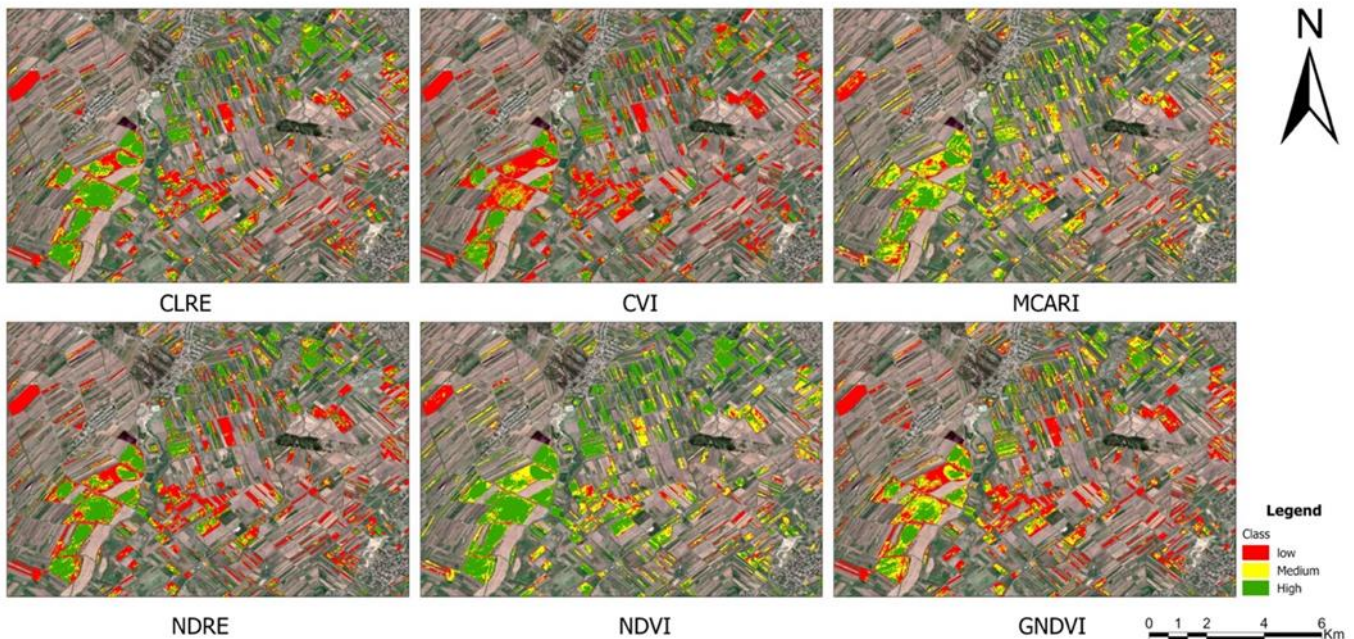 N
CLRE
CVI
MCARI
Legend
Class
low
Medium
High
NDRE
NDVI
GNDVI
0 1 2 4 6
Km